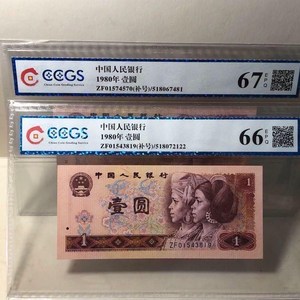 CCGS
中国人民银行
1980年 壹圆
ZF01574570(补号)/518067481
67 EPQ
CCGS
中国人民银行
1980年 壹圆
ZF01543819(补号)/518072122
66 EPQ
中国人民银行
1
壹圆
1
ZF01543819